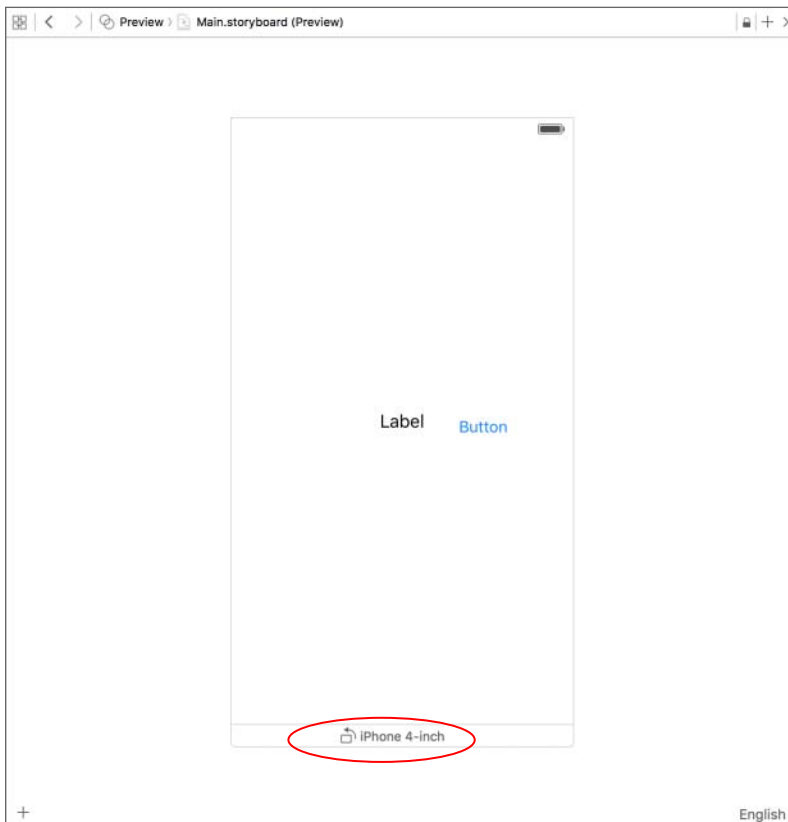 Preview › Main.storyboard (Preview)
Label
Button
iPhone 4-inch
English